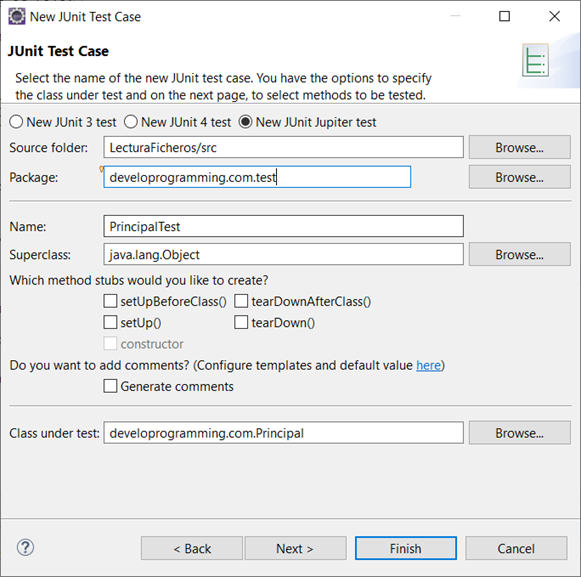 New JUnit Test Case
JUnit Test Case
Select the name of the new JUnit test case. You have the options to specify
the class under test and on the next page, to select methods to be tested.
New JUnit 3 test New JUnit 4 test New JUnit Jupiter test
Source folder: LecturaFicheros/src Browse...
Package: developrogramming.com.test Browse...
Name: PrincipalTest
Superclass: java.lang.Object Browse...
Which method stubs would you like to create?
setUpBeforeClass() tearDownAfterClass()
setUp() tearDown()
constructor
Do you want to add comments? (Configure templates and default value here)
Generate comments
Class under test: developrogramming.com.Principal Browse...
? < Back Next > Finish Cancel